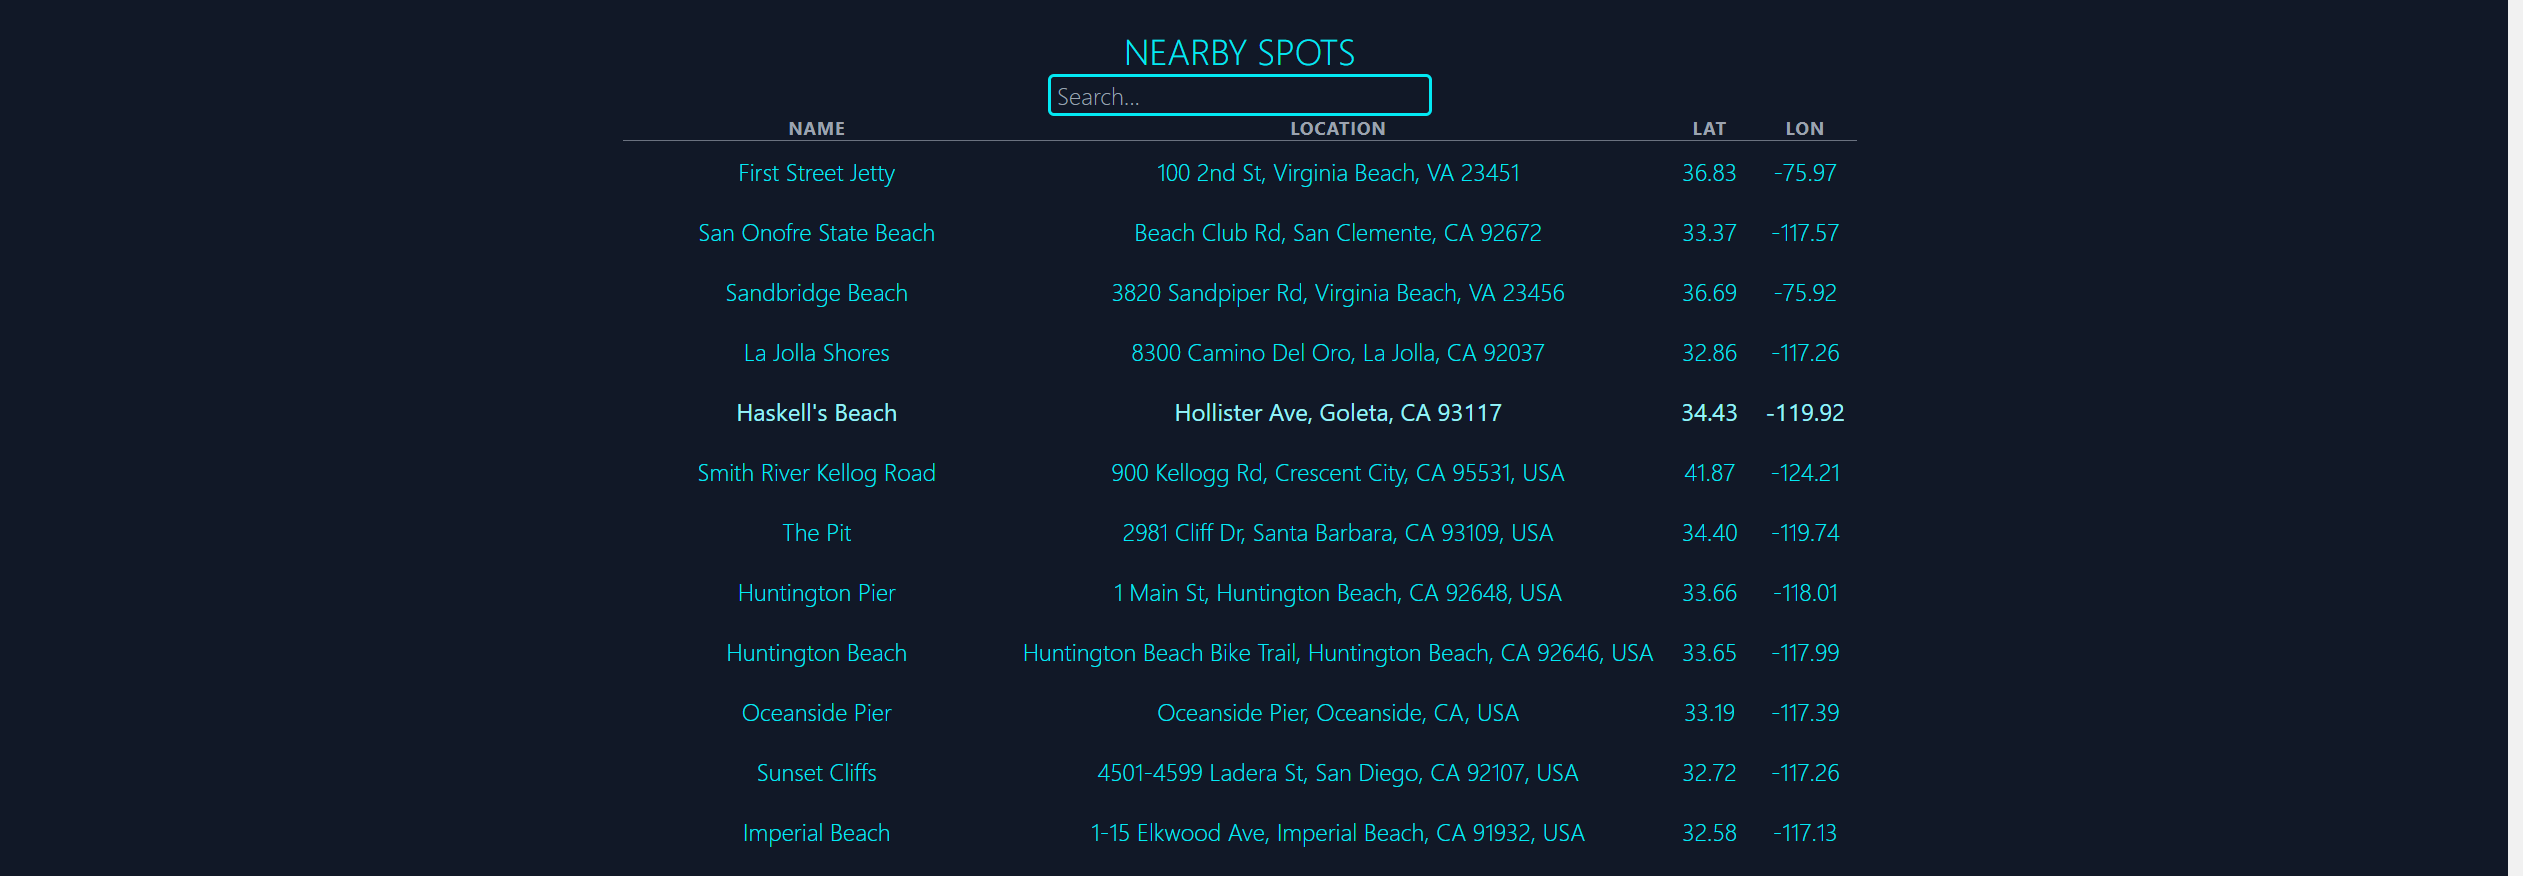 NEARBY SPOTS
Search...
NAME LOCATION LAT LON
First Street Jetty 100 2nd St, Virginia Beach, VA 23451 36.83 -75.97
San Onofre State Beach Beach Club Rd, San Clemente, CA 92672 33.37 -117.57
Sandbridge Beach 3820 Sandpiper Rd, Virginia Beach, VA 23456 36.69 -75.92
La Jolla Shores 8300 Camino Del Oro, La Jolla, CA 92037 32.86 -117.26
Haskell's Beach Hollister Ave, Goleta, CA 93117 34.43 -119.92
Smith River Kellog Road 900 Kellogg Rd, Crescent City, CA 95531, USA 41.87 -124.21
The Pit 2981 Cliff Dr, Santa Barbara, CA 93109, USA 34.40 -119.74
Huntington Pier 1 Main St, Huntington Beach, CA 92648, USA 33.66 -118.01
Huntington Beach Huntington Beach Bike Trail, Huntington Beach, CA 92646, USA 33.65 -117.99
Oceanside Pier Oceanside Pier, Oceanside, CA, USA 33.19 -117.39
Sunset Cliffs 4501-4599 Ladera St, San Diego, CA 92107, USA 32.72 -117.26
Imperial Beach 1-15 Elkwood Ave, Imperial Beach, CA 91932, USA 32.58 -117.13